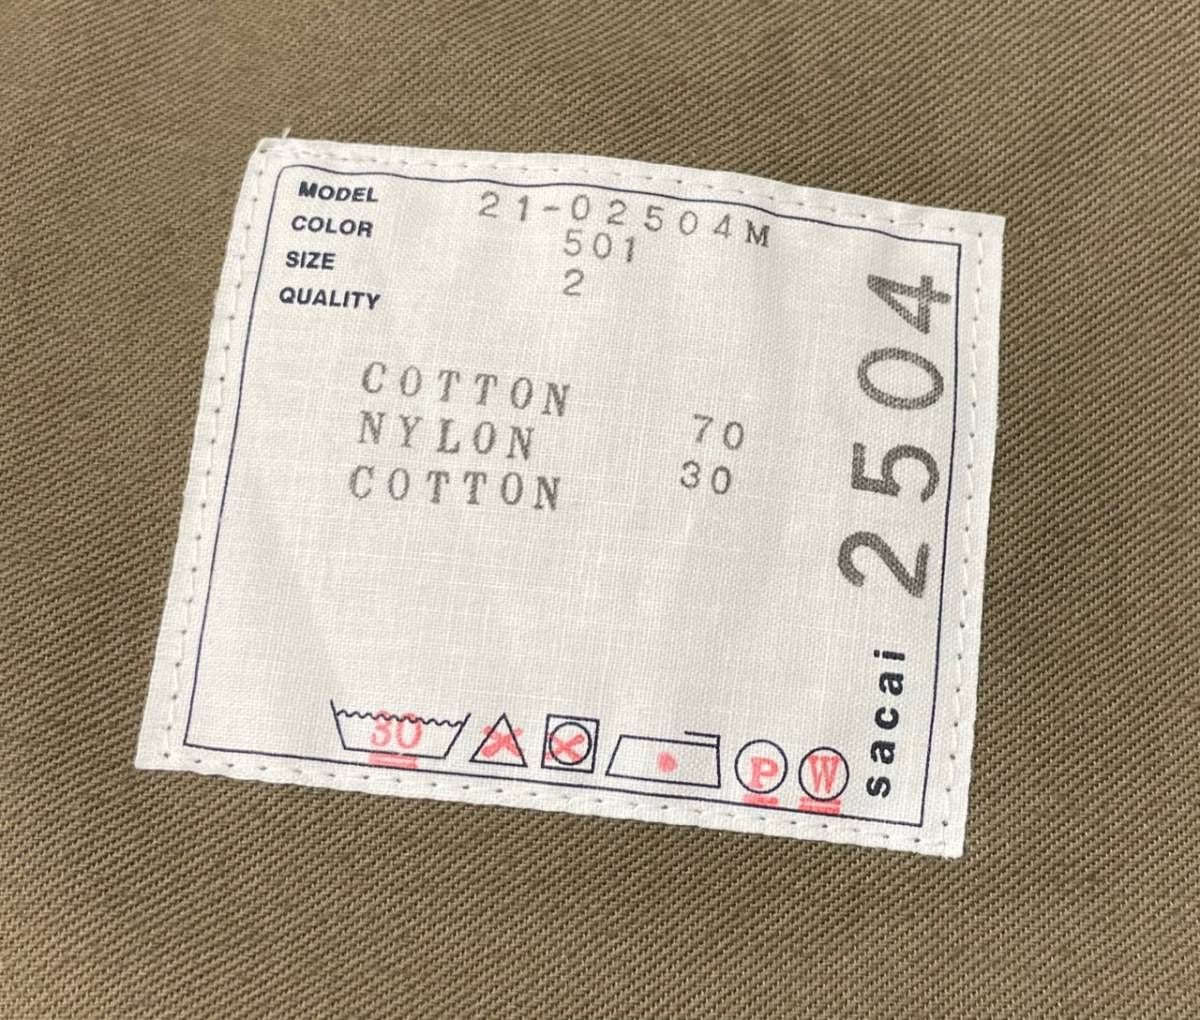 MODEL 21-02504M
COLOR 501
SIZE 2
QUALITY
COTTON 70
NYLON 30
COTTON
2504
sacai
30
P
W